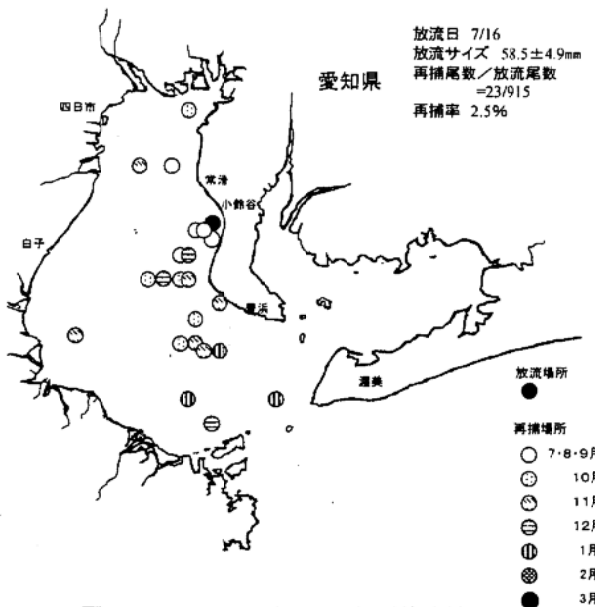 放流日 7/16
放流サイズ 58.5±4.9mm
再捕尾数/放流尾数
=23/915
再捕率 2.5%
愛知県
四日市
常滑
小鈴谷
白子
豊浜
渥美
放流場所
再捕場所
7・8・9月
10月
11月
12月
1月
2月
3月